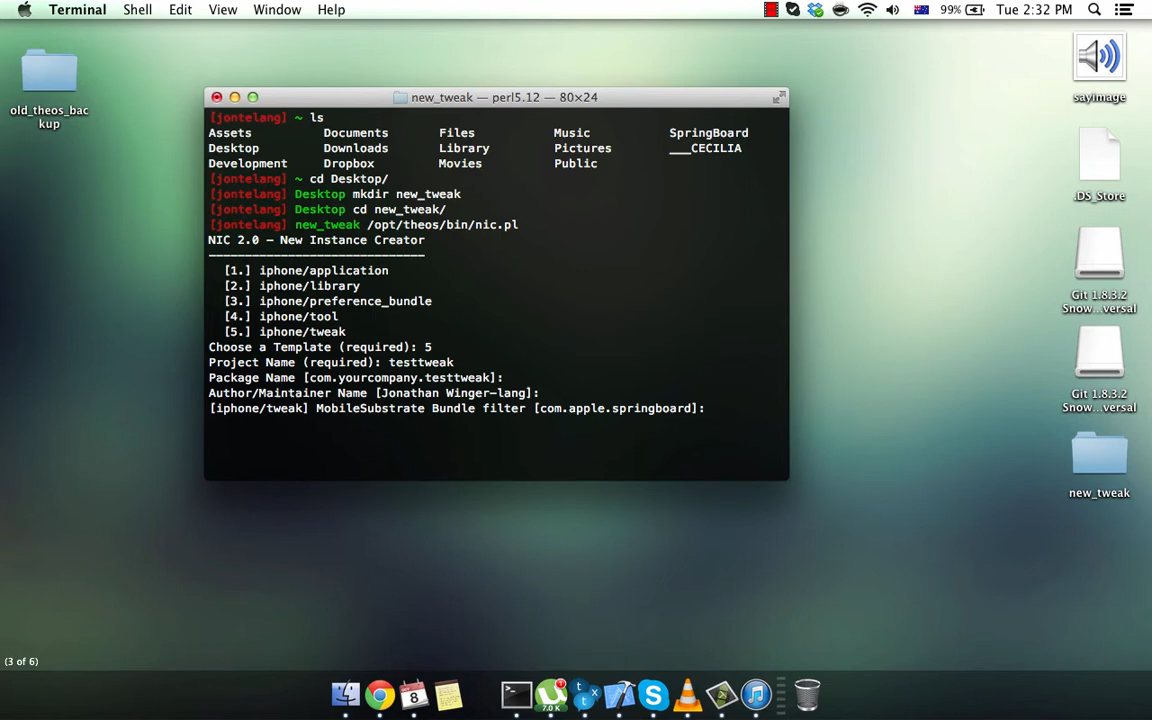 Terminal Shell Edit View Window Help 99% Tue 2:32 PM
old_theos_bac
kup
sayimage
.DS_Store
Git 1.8.3.2
Snow...versal
Git 1.8.3.2
Snow...versal
new_tweak
new_tweak — perl5.12 — 80×24
[jontelang] ~ ls
Assets Documents Files Music SpringBoard
Desktop Downloads Library Pictures ___CECILIA
Development Dropbox Movies Public
[jontelang] ~ cd Desktop/
[jontelang] Desktop mkdir new_tweak
[jontelang] Desktop cd new_tweak/
[jontelang] new_tweak /opt/theos/bin/nic.pl
NIC 2.0 - New Instance Creator
------------------------------
[1.] iphone/application
[2.] iphone/library
[3.] iphone/preference_bundle
[4.] iphone/tool
[5.] iphone/tweak
Choose a Template (required): 5
Project Name (required): testtweak
Package Name [com.yourcompany.testtweak]:
Author/Maintainer Name [Jonathan Winger-lang]:
[iphone/tweak] MobileSubstrate Bundle filter [com.apple.springboard]:
(3 of 6)
8
7.0 K